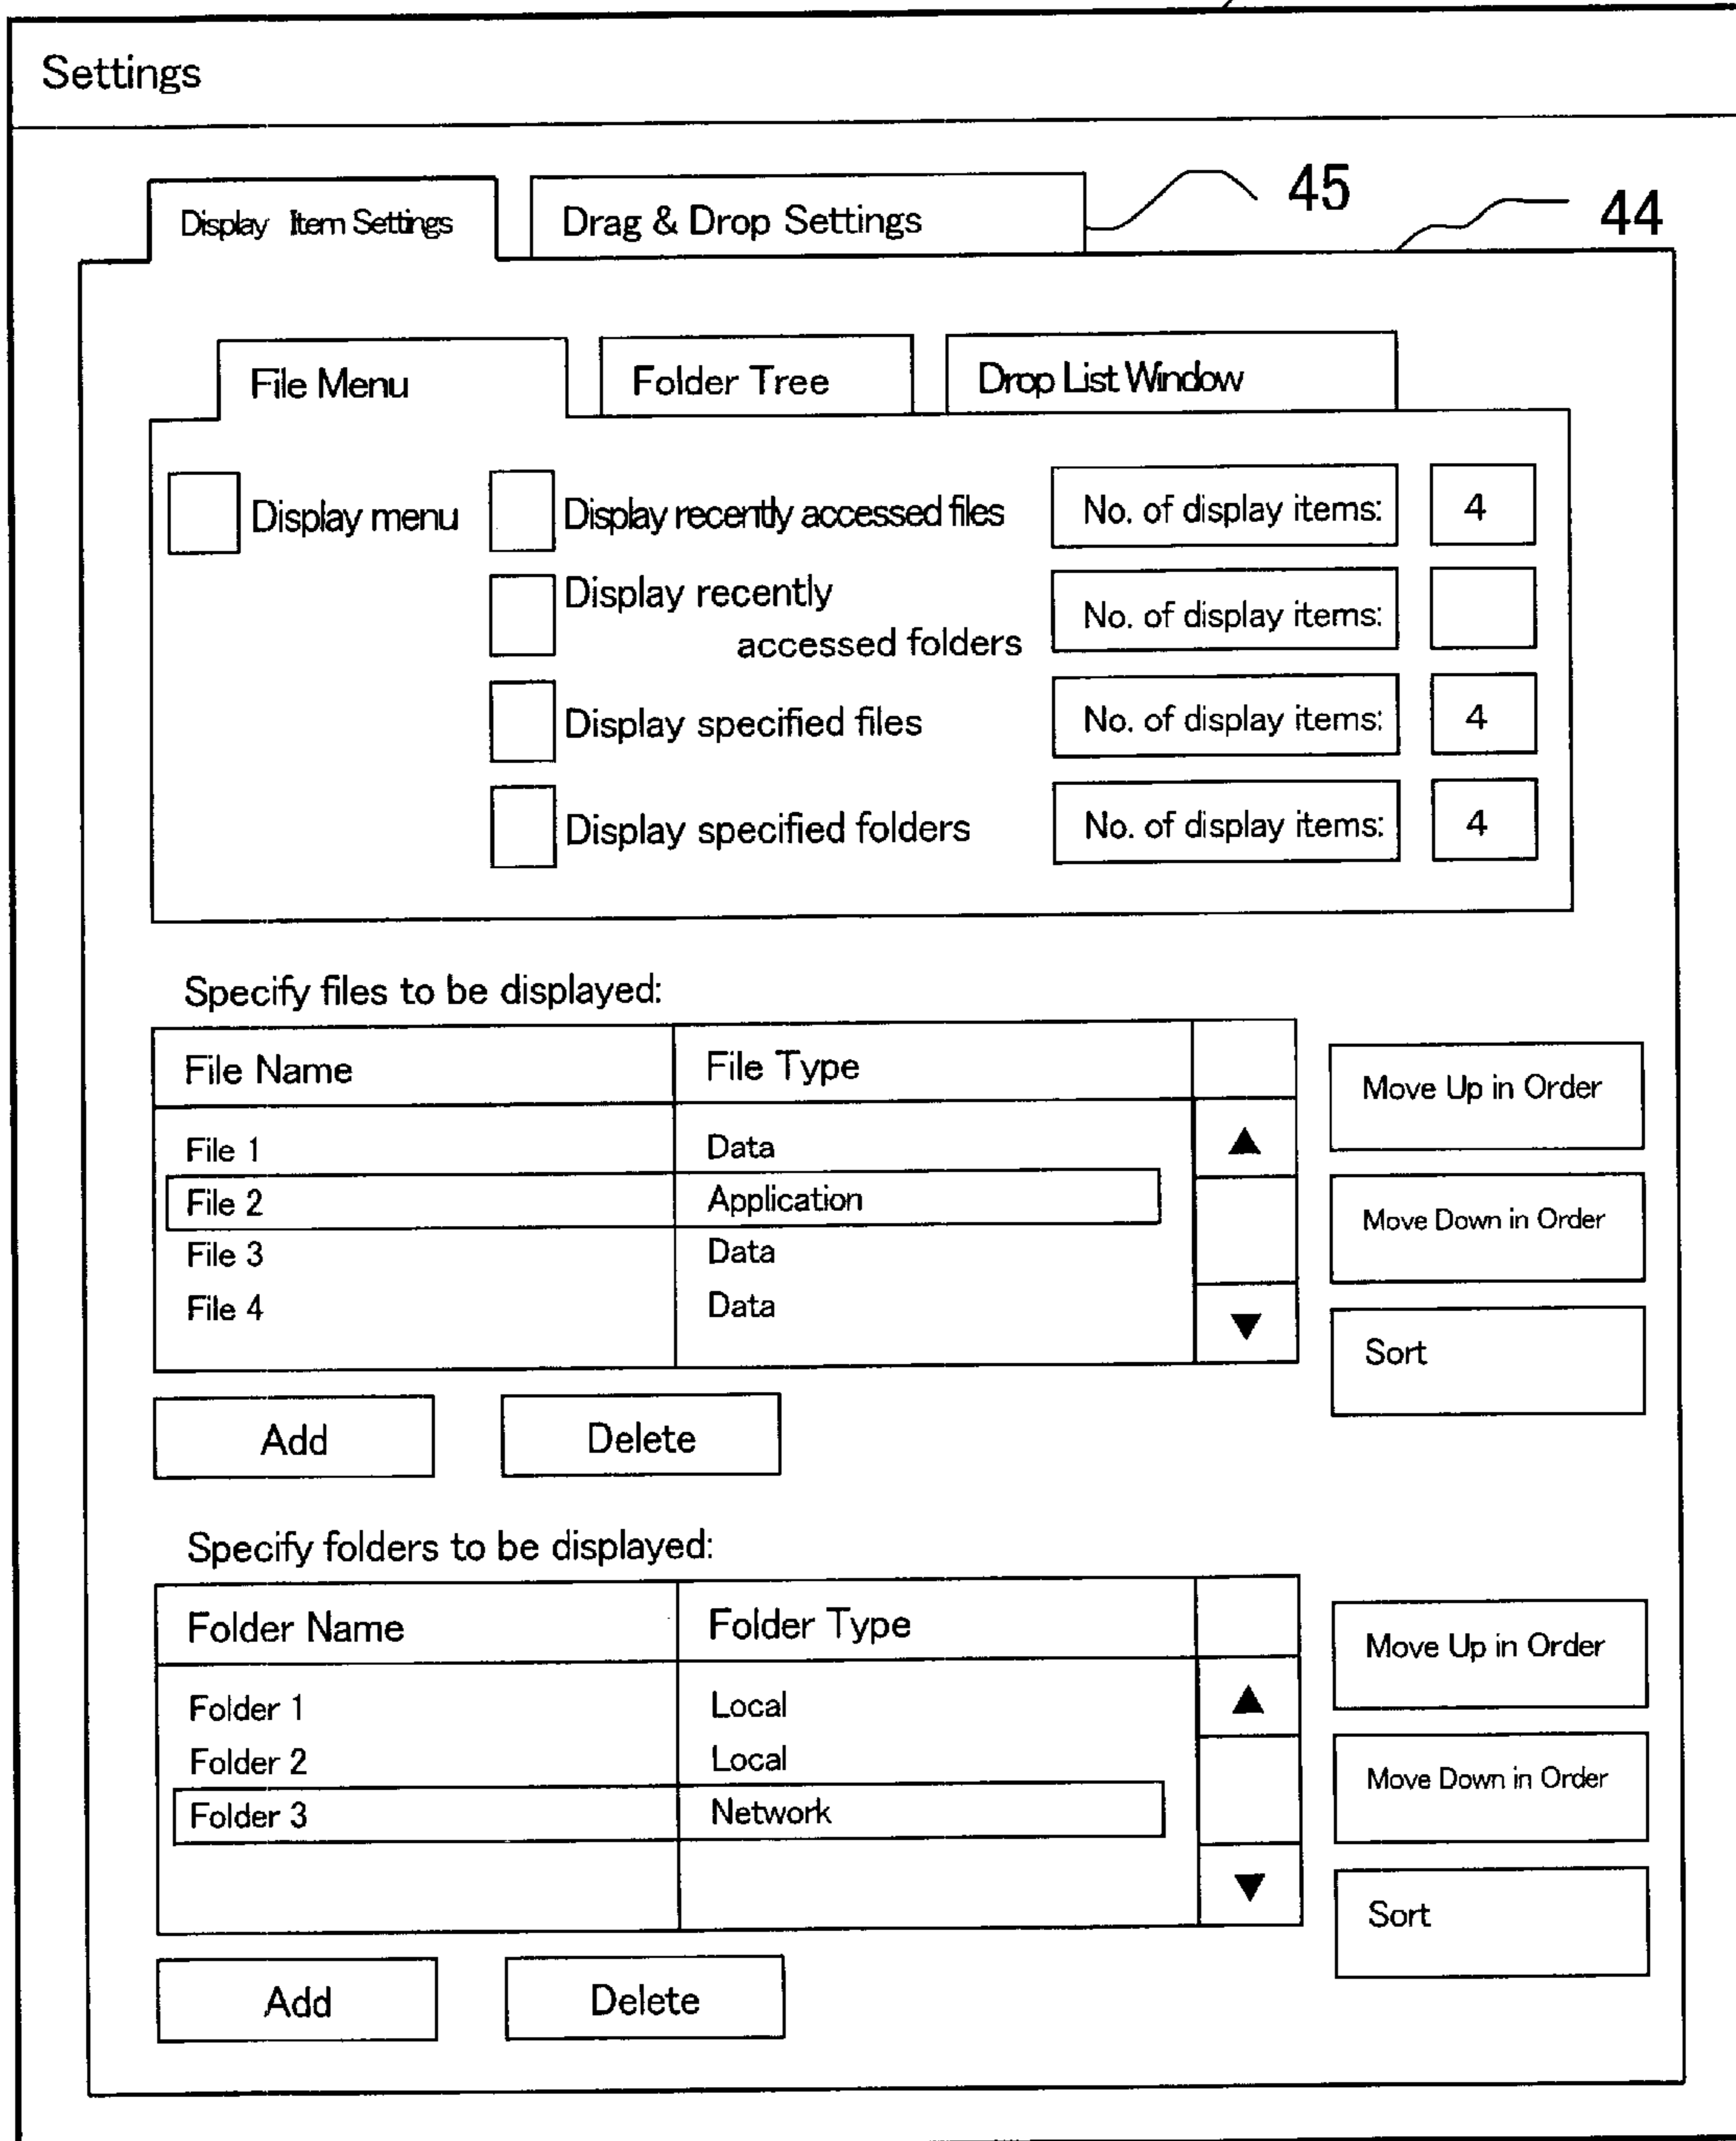 Settings
Display Item Settings
Drag & Drop Settings
45
44
File Menu
Folder Tree
Drop List Window
Display menu
Display recently accessed files
No. of display items:
4
Display recently
accessed folders
No. of display items:
Display specified files
No. of display items:
4
Display specified folders
No. of display items:
4
Specify files to be displayed:
File Name
File Type
File 1
Data
File 2
Application
File 3
Data
File 4
Data
Move Up in Order
Move Down in Order
Sort
Add
Delete
Specify folders to be displayed:
Folder Name
Folder Type
Folder 1
Local
Folder 2
Local
Folder 3
Network
Move Up in Order
Move Down in Order
Sort
Add
Delete